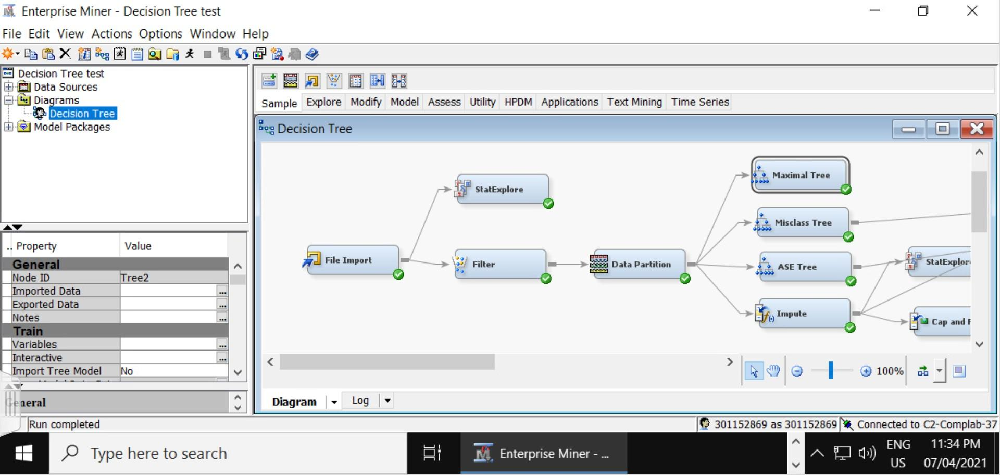 Enterprise Miner - Decision Tree test
File Edit View Actions Options Window Help
Decision Tree test
Data Sources
Diagrams
Decision Tree
Model Packages
.. Property Value
General
Node ID Tree2
Imported Data ...
Exported Data ...
Notes ...
Train
Variables ...
Interactive ...
Import Tree Model No
General
Sample Explore Modify Model Assess Utility HPDM Applications Text Mining Time Series
Decision Tree
Maximal Tree
StatExplore
Misclass Tree
File Import
Filter
Data Partition
ASE Tree
StatExplor
Impute
Cap and
100%
Diagram Log
Run completed
301152869 as 301152869 Connected to C2-Complab-37
Type here to search
Enterprise Miner - ...
ENG
US
11:34 PM
07/04/2021